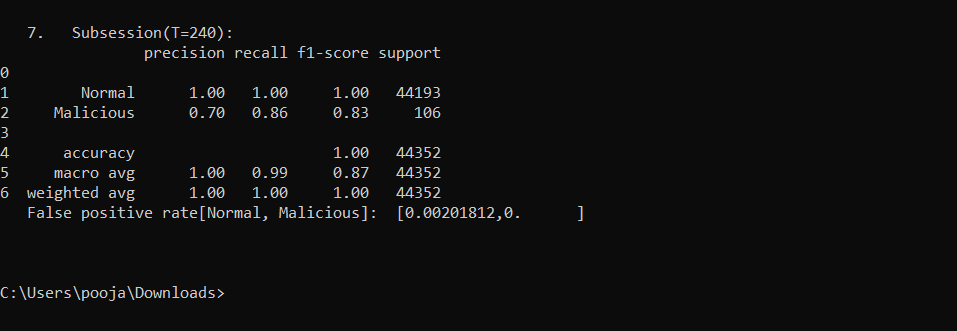 7.   Subsession(T=240):
precision recall f1-score support
0
1        Normal      1.00   1.00     1.00   44193
2     Malicious      0.70   0.86     0.83     106
3
4      accuracy                      1.00   44352
5     macro avg      1.00   0.99     0.87   44352
6  weighted avg      1.00   1.00     1.00   44352
False positive rate[Normal, Malicious]:  [0.00201812,0.      ]
C:\Users\pooja\Downloads>